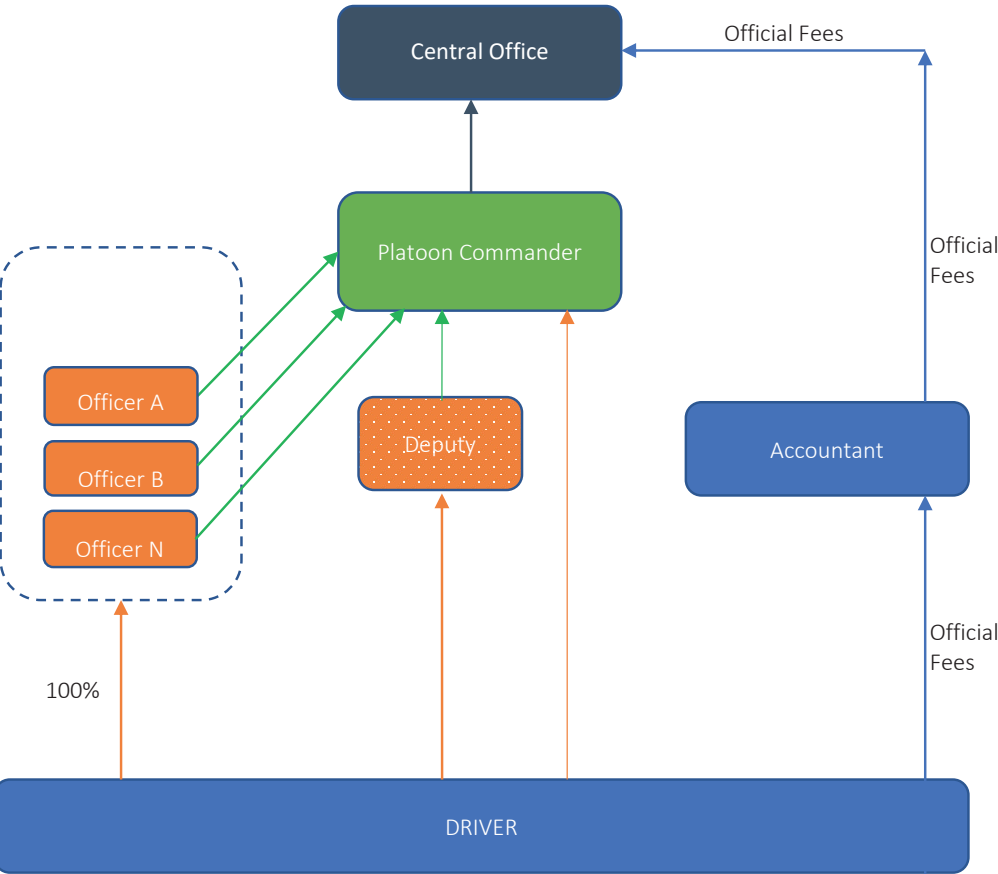 Official Fees
Central Office
Platoon Commander
Official
Fees
Officer A
Deputy
Accountant
Officer B
Officer N
Official
Fees
100%
DRIVER